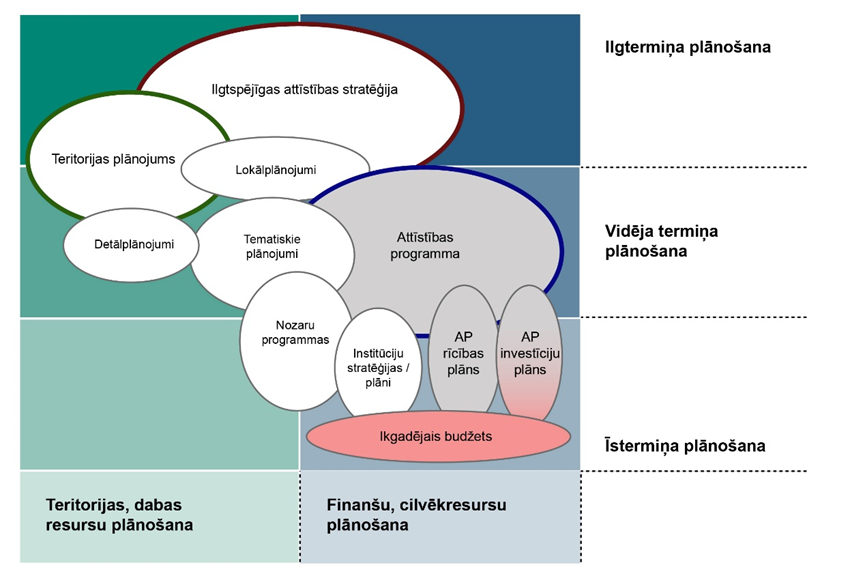 Ilgtermiņa plānošana
Ilgtspējīgas attīstības stratēģija
Teritorijas plānojums
Lokālplānojumi
Vidēja termiņa
plānošana
Detālplānojumi
Tematiskie
plānojumi
Attīstības
programma
Nozaru
programmas
Institūciju
stratēģijas /
plāni
AP
rīcības
plāns
AP
investīciju
plāns
Ikgadējais budžets
Īstermiņa plānošana
Teritorijas, dabas
resursu plānošana
Finanšu, cilvēkresursu
plānošana